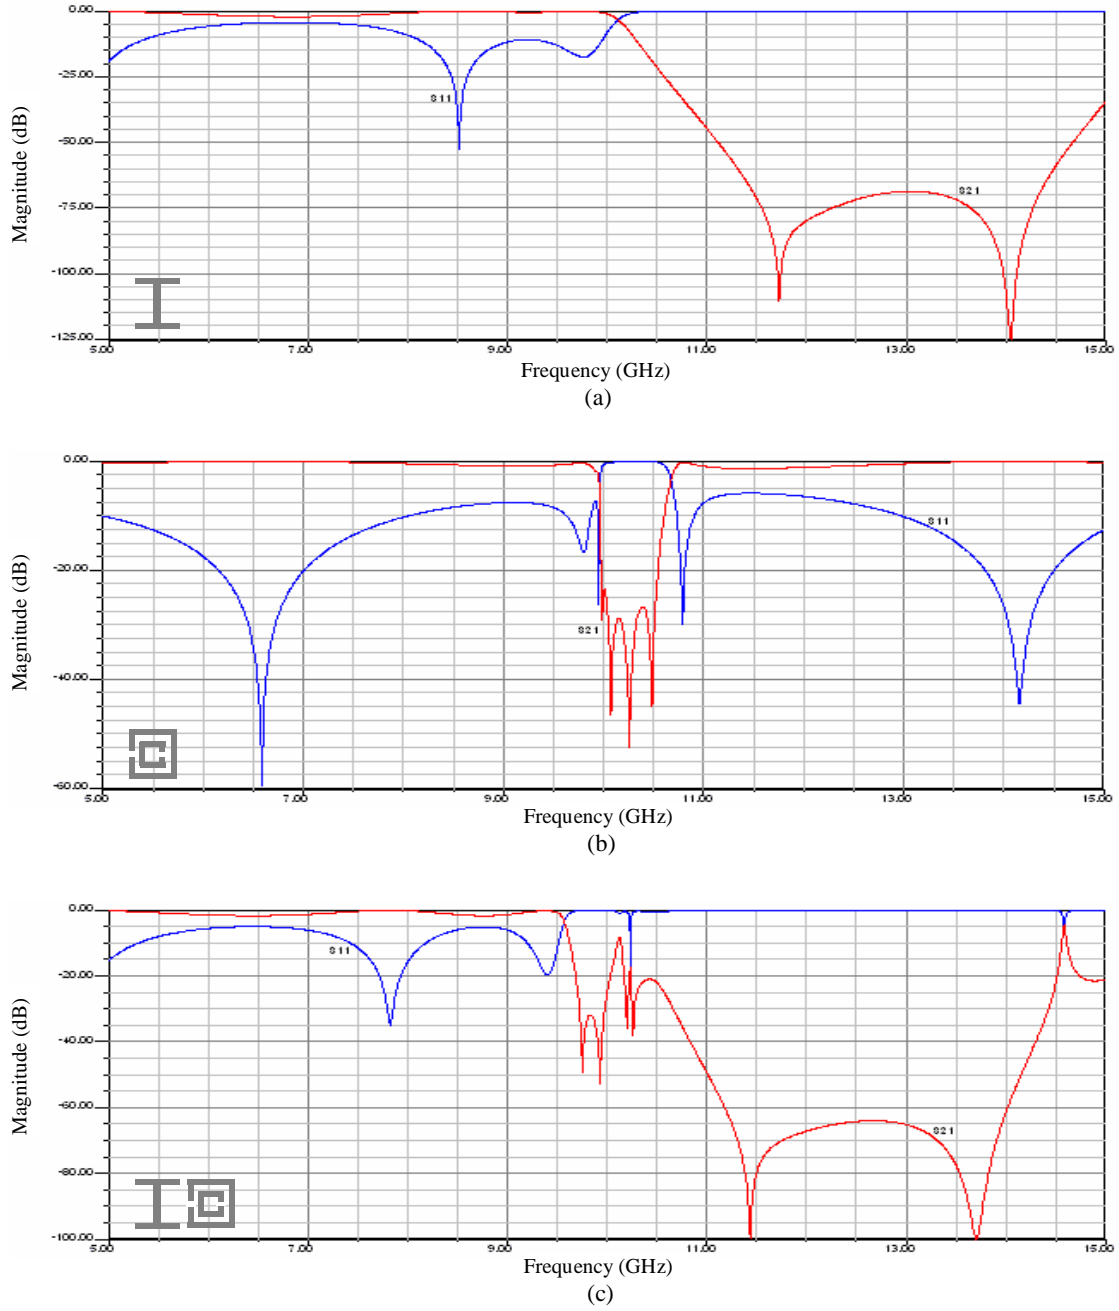 0.00
-25.00
-50.00
-75.00
-100.00
-125.00
Magnitude (dB)
S11
S21
5.00 7.00 9.00 11.00 13.00 15.00
Frequency (GHz)
(a)
0.00
-20.00
-40.00
-60.00
Magnitude (dB)
S11
S21
5.00 7.00 9.00 11.00 13.00 15.00
Frequency (GHz)
(b)
0.00
-20.00
-40.00
-60.00
-80.00
-100.00
Magnitude (dB)
S11
S21
5.00 7.00 9.00 11.00 13.00 15.00
Frequency (GHz)
(c)